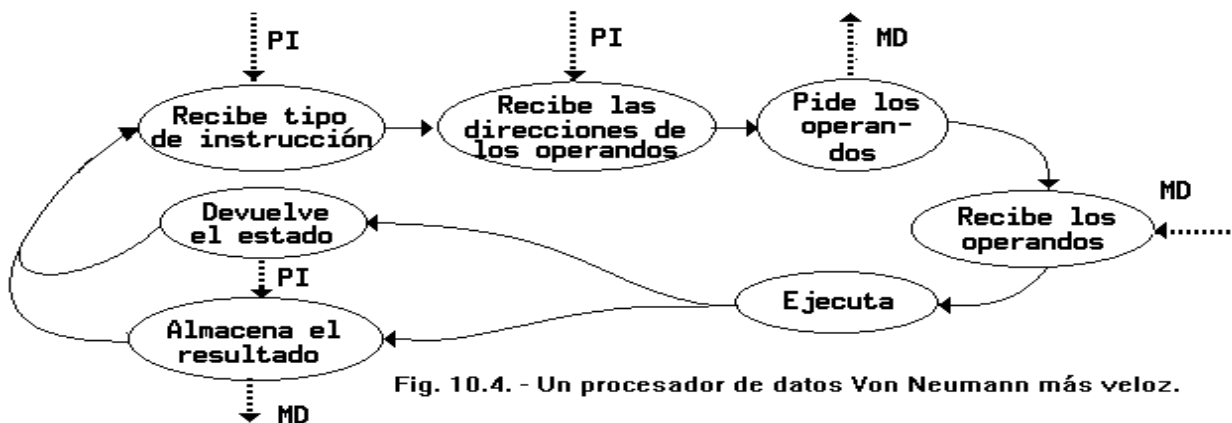 PI
PI
MD
Recibe tipo
de instrucción
Recibe las
direcciones de
los operandos
Pide los
operan-
dos
MD
Recibe los
operandos
Devuelve
el estado
PI
Ejecuta
Almacena el
resultado
MD
Fig. 10.4. - Un procesador de datos Von Neumann más veloz.